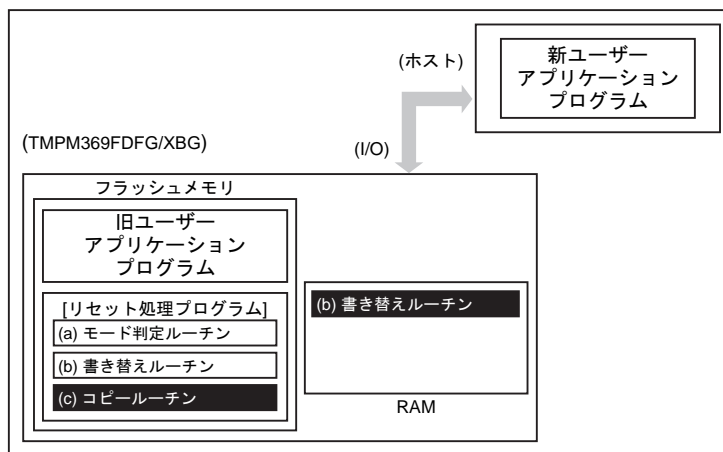 (ホスト)
新ユーザー
アプリケーション
プログラム
(TMPM369FDFG/XBG)
(I/O)
フラッシュメモリ
旧ユーザー
アプリケーション
プログラム
[リセット処理プログラム]
(a) モード判定ルーチン
(b) 書き替えルーチン
(c) コピールーチン
(b) 書き替えルーチン
RAM